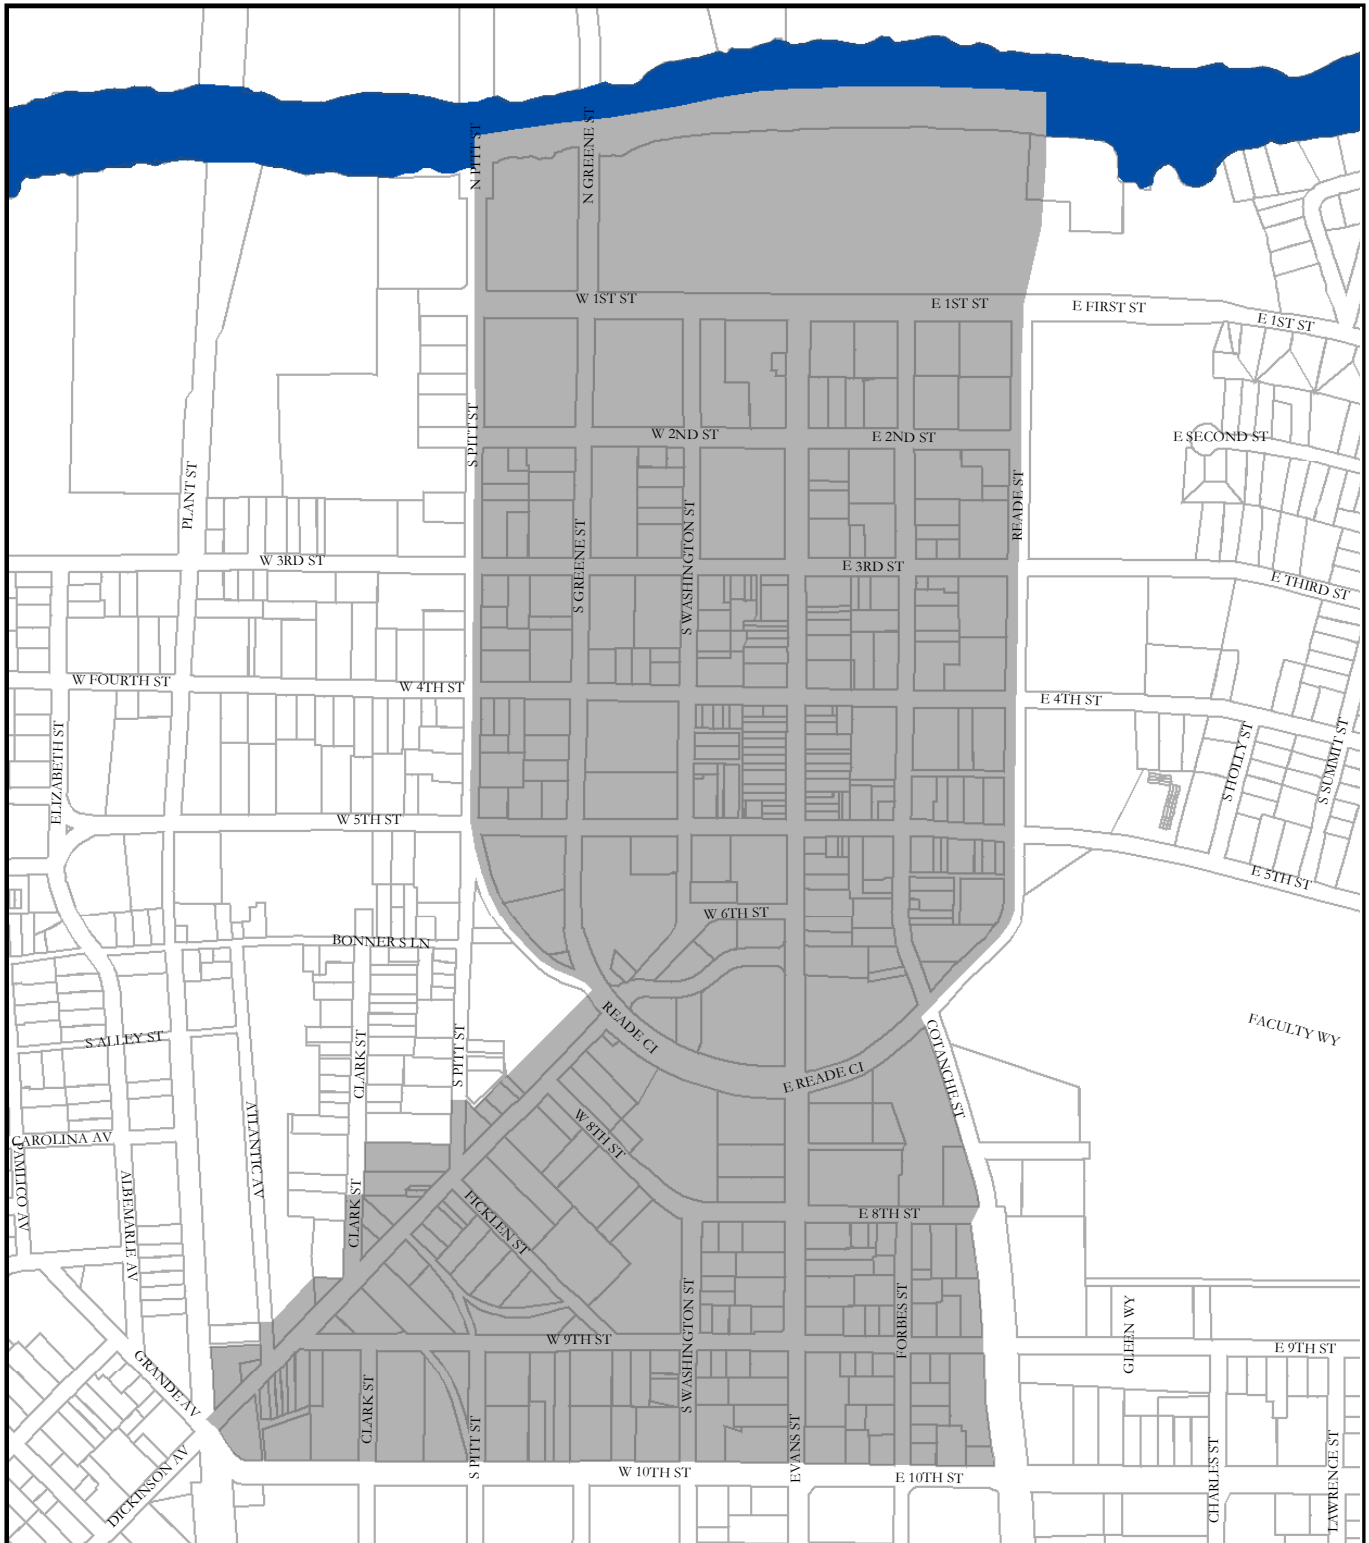 N PITT ST
N GREENE ST
W 1ST ST
E 1ST ST
E FIRST ST
E 1ST ST
S PITT ST
W 2ND ST
E 2ND ST
E SECOND ST
PLANT ST
READE ST
S GREENE ST
S WASHINGTON ST
W 3RD ST
E 3RD ST
E THIRD ST
W FOURTH ST
W 4TH ST
E 4TH ST
ELIZABETH ST
S HOLLY ST
S SUMMIT ST
W 5TH ST
E 5TH ST
W 6TH ST
BONNER S LN
READE CI
FACULTY WY
S ALLEY ST
CLARK ST
S PITT ST
COTANCHE ST
E READE CI
CAROLINA AV
PAMLICO AV
ATLANTIC AV
W 8TH ST
ALBEMARLE AV
CLARK ST
FICKLEN ST
E 8TH ST
S WASHINGTON ST
FORBES ST
GLEEN WY
W 9TH ST
E 9TH ST
GRANDE AV
CLARK ST
S PITT ST
EVANS ST
DICKINSON AV
W 10TH ST
E 10TH ST
CHARLES ST
LAWRENCE ST